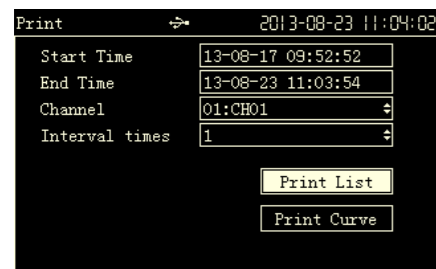 Print 2013-08-23 11:04:02
Start Time 13-08-17 09:52:52
End Time 13-08-23 11:03:54
Channel 01:CH01
Interval times 1
Print List
Print Curve